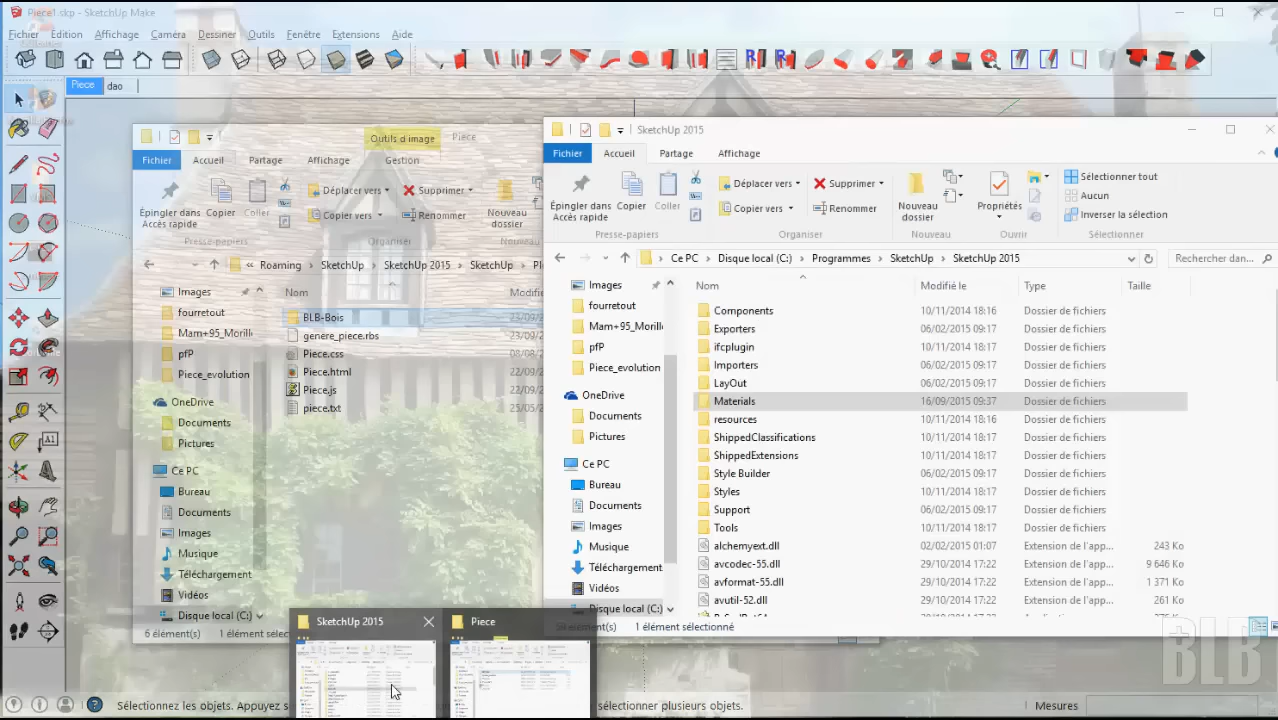 Piece1.skp - SketchUp Make
Fichier Edition Affichage Caméra Dessiner Outils Fenêtre Extensions Aide
Piece dao
Outils d'image Piece
Fichier Accueil Partage Affichage Gestion
Épingler dans Accès rapide
Copier
Coller
Déplacer vers
Copier vers
Supprimer
Renommer
Nouveau dossier
Presse-papiers Organiser Nouveau
« Roaming > SketchUp > SketchUp 2015 > SketchUp >
Nom Modifié
Images
fourretout
Mam+95_Morill
pfP
Piece_evolution
OneDrive
Documents
Pictures
Ce PC
Bureau
Documents
Images
Musique
Téléchargement
Vidéos
Disque local (C:)
BLB-Bois
genere_piece.rbs
Piece.css
Piece.html
Piece.js
piece.txt
6 élément(s) 1 élément
SketchUp 2015
Fichier Accueil Partage Affichage
Épingler dans Accès rapide
Copier
Coller
Déplacer vers
Copier vers
Supprimer
Renommer
Nouveau dossier
Propriétés
Sélectionner tout
Aucun
Inverser la sélection
Presse-papiers Organiser Nouveau Ouvrir Sélectionner
Ce PC > Disque local (C:) > Programmes > SketchUp > SketchUp 2015
Rechercher dan...
Nom Modifié le Type Taille
Images
fourretout
Mam+95_Morill
pfP
Piece_evolution
OneDrive
Documents
Pictures
Ce PC
Bureau
Documents
Images
Musique
Téléchargement
Vidéos
Disque local (C:)
Components 10/11/2014 18:16 Dossier de fichiers
Exporters 06/02/2015 09:17 Dossier de fichiers
ifcplugin 10/11/2014 18:16 Dossier de fichiers
Importers 06/02/2015 09:17 Dossier de fichiers
LayOut 06/02/2015 09:17 Dossier de fichiers
Materials 16/09/2015 09:37 Dossier de fichiers
resources 10/11/2014 18:16 Dossier de fichiers
ShippedClassifications 10/11/2014 18:17 Dossier de fichiers
ShippedExtensions 10/11/2014 18:17 Dossier de fichiers
Style Builder 06/02/2015 09:17 Dossier de fichiers
Styles 10/11/2014 18:17 Dossier de fichiers
Support 06/02/2015 09:17 Dossier de fichiers
Tools 10/11/2014 18:17 Dossier de fichiers
alchemyext.dll 02/02/2015 01:07 Extension de l'app... 243 Ko
avcodec-55.dll 29/10/2014 17:22 Extension de l'app... 9 646 Ko
avformat-55.dll 29/10/2014 17:22 Extension de l'app... 1 371 Ko
avutil-52.dll 29/10/2014 17:22 Extension de l'app... 261 Ko
1 élément sélectionné
SketchUp 2015
Piece
BLB
Sélectionnez des objets. Appuyez
sélectionner plusieurs objets.
Mesures